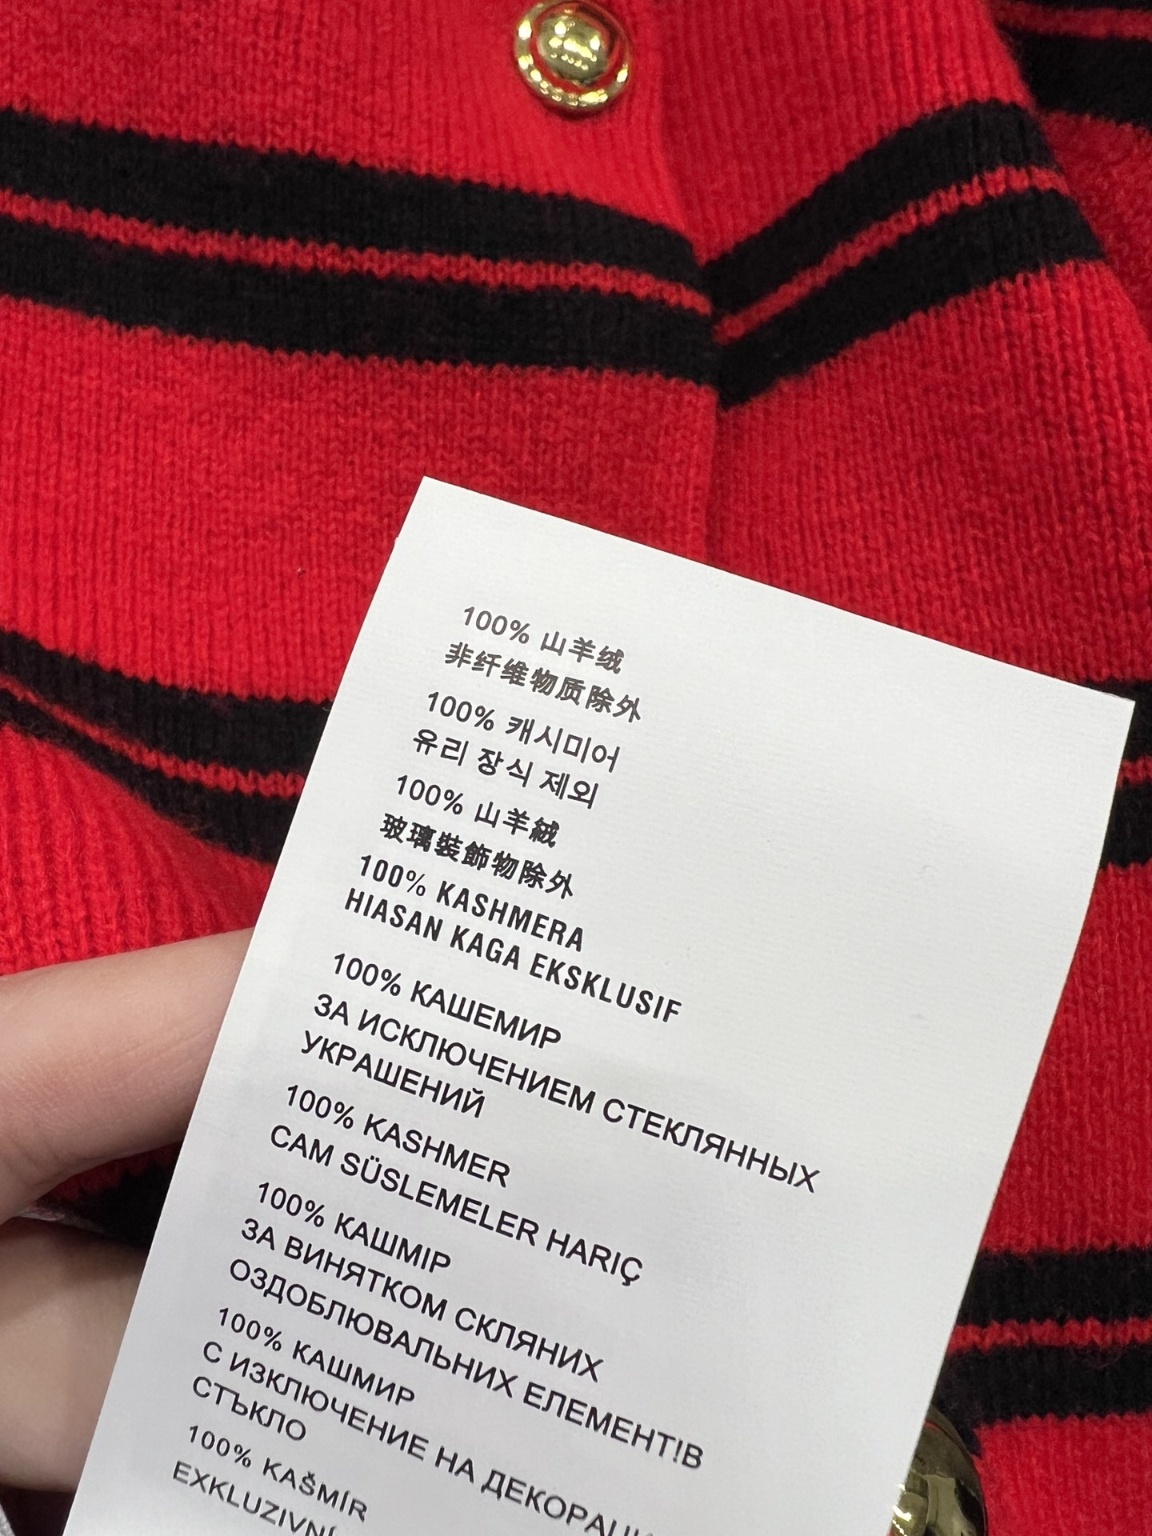 100% 山羊绒
非纤维物质除外
100% 캐시미어
유리 장식 제외
100% 山羊絨
玻璃裝飾物除外
100% KASHMERA
HIASAN KAGA EKSKLUSIF
100% КАШЕМИР
ЗА ИСКЛЮЧЕНИЕМ СТЕКЛЯННЫХ
УКРАШЕНИЙ
100% KASHMER
CAM SÜSLEMELER HARIÇ
100% КАШМІР
ЗА ВИНЯТКОМ СКЛЯНИХ
ОЗДОБЛЮВАЛЬНИХ ЕЛЕМЕНТ!В
100% КАШМИР
С ИЗКЛЮЧЕНИЕ НА
СТЪКЛО
100% KAŠMÍR